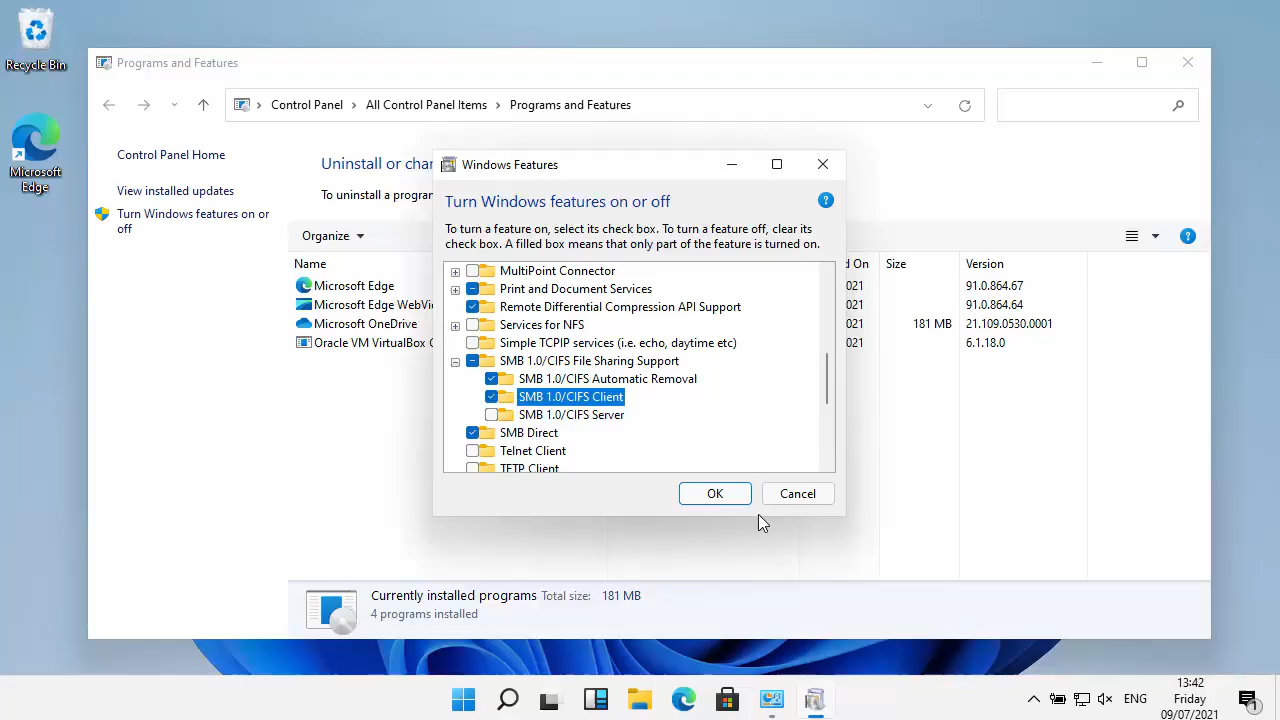 Recycle Bin
Microsoft
Edge
Programs and Features
Control Panel
All Control Panel Items
Programs and Features
Control Panel Home
View installed updates
Turn Windows features on or
off
Uninstall or char
To uninstall a program
Organize
Name
d On
Size
Version
Microsoft Edge
021
91.0.864.67
Microsoft Edge WebVi
021
91.0.864.64
Microsoft OneDrive
021
181 MB
21.109.0530.0001
Oracle VM VirtualBox G
021
6.1.18.0
Windows Features
Turn Windows features on or off
To turn a feature on, select its check box. To turn a feature off, clear its
check box. A filled box means that only part of the feature is turned on.
MultiPoint Connector
Print and Document Services
Remote Differential Compression API Support
Services for NFS
Simple TCPIP services (i.e. echo, daytime etc)
SMB 1.0/CIFS File Sharing Support
SMB 1.0/CIFS Automatic Removal
SMB 1.0/CIFS Client
SMB 1.0/CIFS Server
SMB Direct
Telnet Client
TFTP Client
OK
Cancel
Currently installed programs Total size: 181 MB
4 programs installed
ENG
13:42
Friday
09/07/2021
1